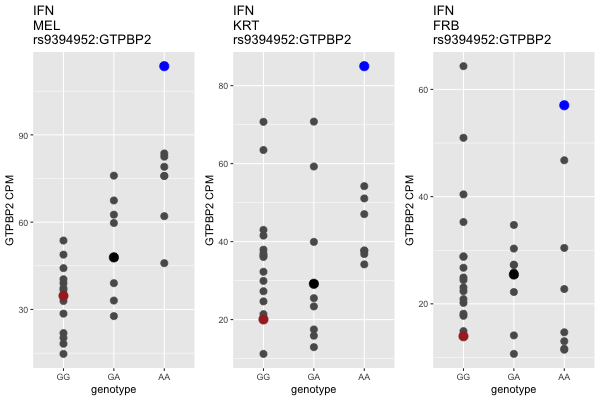 IFN
MEL
rs9394952:GTPBP2
GTPBP2 CPM
90
60
30
GG GA AA
genotype
IFN
KRT
rs9394952:GTPBP2
GTPBP2 CPM
80
60
40
20
GG GA AA
genotype
IFN
FRB
rs9394952:GTPBP2
GTPBP2 CPM
60
40
20
GG GA AA
genotype